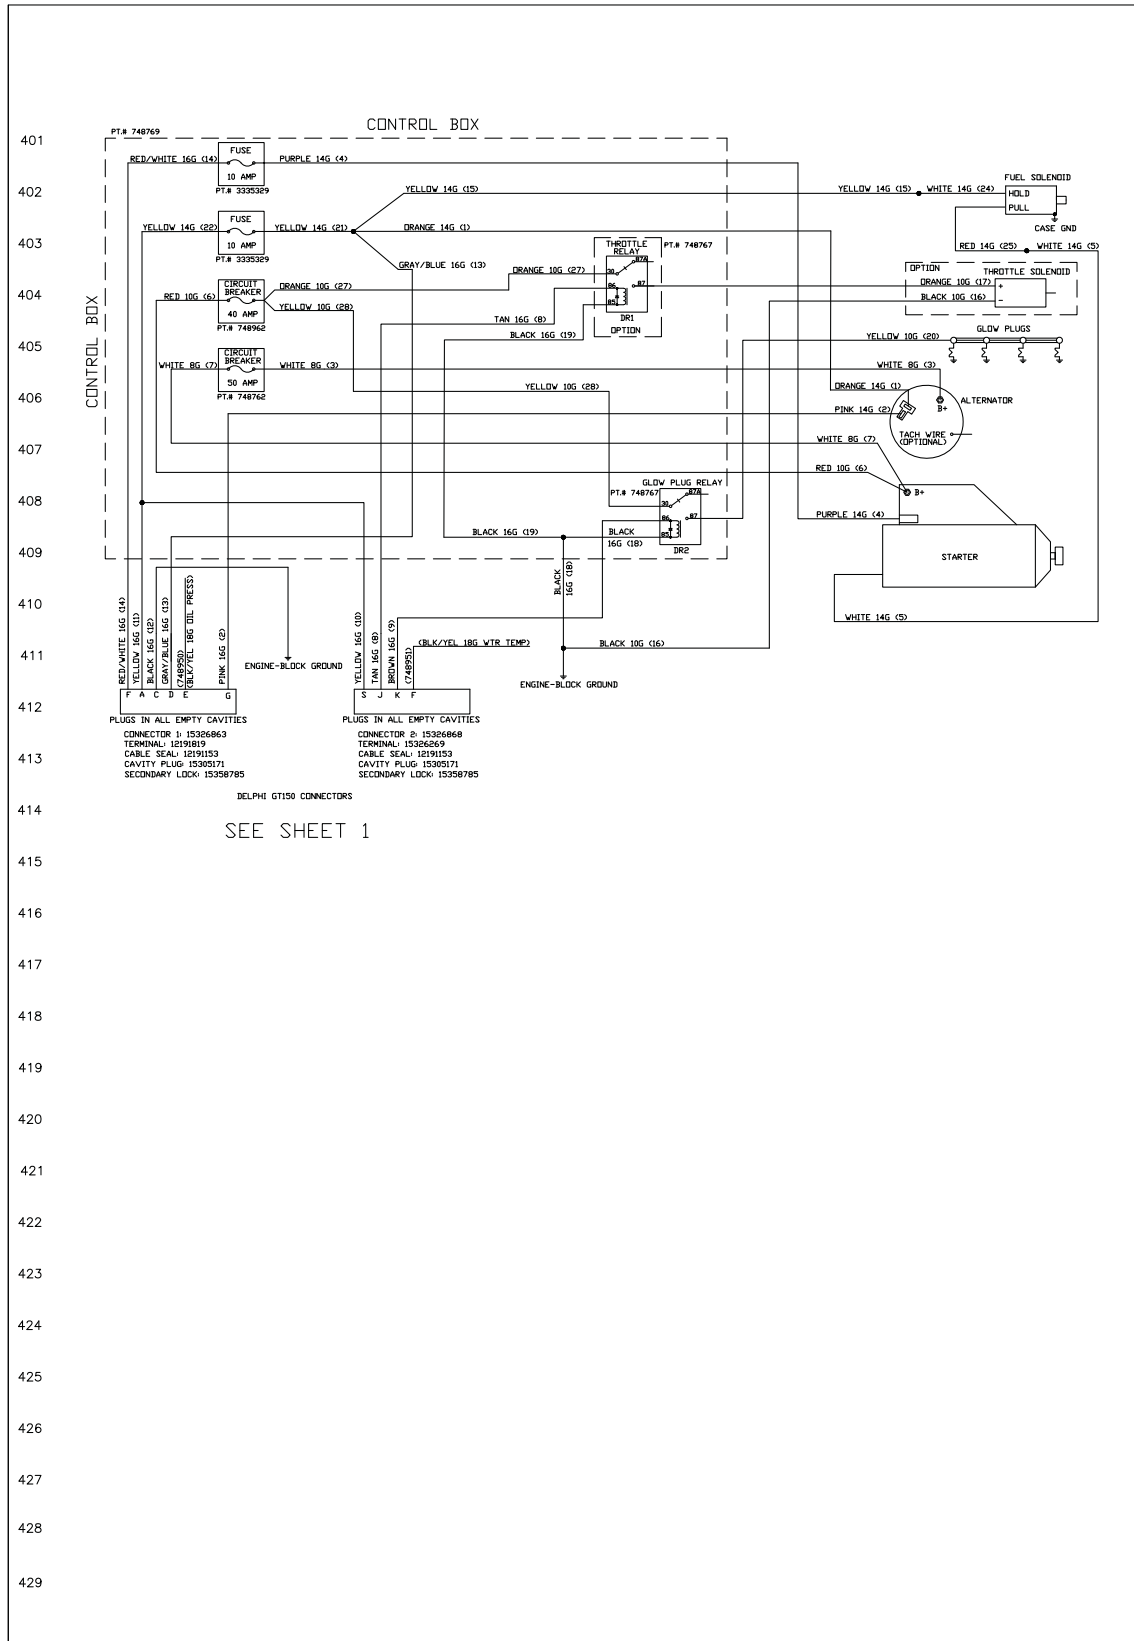 401
402
403
404
405
406
407
408
409
410
411
412
413
414
415
416
417
418
419
420
421
422
423
424
425
426
427
428
429
PT.# 748769
CONTROL BOX
CONTROL BOX
RED/WHITE 16G (14)
FUSE
10 AMP
PT.# 3335329
PURPLE 14G (4)
YELLOW 14G (15)
YELLOW 14G (15)
WHITE 14G (24)
FUEL SOLENOID
HOLD
PULL
CASE GND
YELLOW 14G (22)
FUSE
10 AMP
PT.# 3335329
YELLOW 14G (21)
ORANGE 14G (1)
RED 14G (25)
WHITE 14G (5)
GRAY/BLUE 16G (13)
THROTTLE
RELAY
PT.# 748767
87A
30
86
87
85
DR1
OPTION
OPTION
THROTTLE SOLENOID
ORANGE 10G (17)
+
BLACK 10G (16)
-
RED 10G (6)
CIRCUIT
BREAKER
40 AMP
PT.# 748962
ORANGE 10G (27)
ORANGE 10G (27)
YELLOW 10G (28)
TAN 16G (8)
BLACK 16G (19)
GLOW PLUGS
YELLOW 10G (20)
WHITE 8G (7)
CIRCUIT
BREAKER
50 AMP
PT.# 748762
WHITE 8G (3)
WHITE 8G (3)
YELLOW 10G (28)
ORANGE 14G (1)
PINK 14G (2)
B+
ALTERNATOR
TACH WIRE
(OPTIONAL)
WHITE 8G (7)
RED 10G (6)
GLOW PLUG RELAY
PT.# 748767
87A
30
86
87
85
DR2
B+
PURPLE 14G (4)
STARTER
WHITE 14G (5)
BLACK 16G (19)
BLACK
16G (18)
BLACK
16G (18)
BLACK 10G (16)
ENGINE-BLOCK GROUND
ENGINE-BLOCK GROUND
RED/WHITE 16G (14)
YELLOW 16G (11)
BLACK 16G (12)
GRAY/BLUE 16G (13)
(748950)
(BLK/YEL 18G OIL PRESS)
PINK 16G (2)
F A C D E G
PLUGS IN ALL EMPTY CAVITIES
CONNECTOR 1: 15326863
TERMINAL: 12191819
CABLE SEAL: 12191153
CAVITY PLUG: 15305171
SECONDARY LOCK: 15358785
YELLOW 16G (10)
TAN 16G (8)
BROWN 16G (9)
(748951)
(BLK/YEL 18G WTR TEMP)
S J K F
PLUGS IN ALL EMPTY CAVITIES
CONNECTOR 2: 15326868
TERMINAL: 15326269
CABLE SEAL: 12191153
CAVITY PLUG: 15305171
SECONDARY LOCK: 15358785
DELPHI GT150 CONNECTORS
SEE SHEET 1